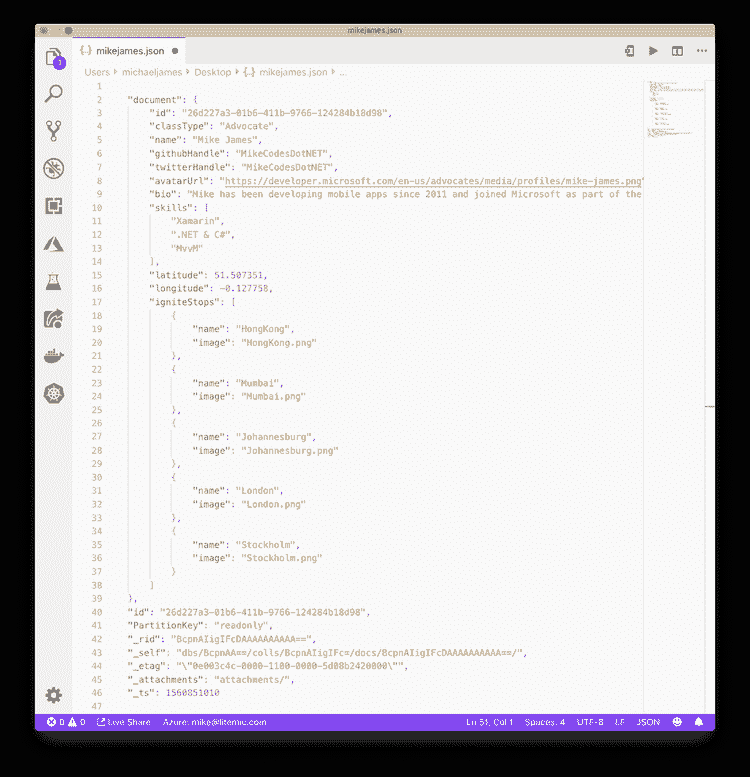 mikejames.json
{..} mikejames.json
Users michaeljames Desktop {..} mikejames.json ...
1
1
2 "document": {
3 "id": "26d227a3-01b6-411b-9766-124284b18d98",
4 "classType": "Advocate",
5 "name": "Mike James",
6 "githubHandle": "MikeCodesDotNET",
7 "twitterHandle": "MikeCodesDotNET",
8 "avatarUrl": "https://developer.microsoft.com/en-us/advocates/media/profiles/mike-james.png"
9 "bio": "Mike has been developing mobile apps since 2011 and joined Microsoft as part of the
10 "skills": [
11 "Xamarin",
12 ".NET & C#",
13 "MvvM"
14 ],
15 "latitude": 51.507351,
16 "longitude": -0.127758,
17 "igniteStops": [
18 {
19 "name": "HongKong",
20 "image": "HongKong.png"
21 },
22 {
23 "name": "Mumbai",
24 "image": "Mumbai.png"
25 },
26 {
27 "name": "Johannesburg",
28 "image": "Johannesburg.png"
29 },
30 {
31 "name": "London",
32 "image": "London.png"
33 },
34 {
35 "name": "Stockholm",
36 "image": "Stockholm.png"
37 }
38 ]
39 },
40 "id": "26d227a3-01b6-411b-9766-124284b18d98",
41 "PartitionKey": "readonly",
42 "_rid": "BcpnAIigIFcDAAAAAAAAAA==",
43 "_self": "dbs/BcpnAA==/colls/BcpnAIigIFc=/docs/BcpnAIigIFcDAAAAAAAAAA==/",
44 "_etag": "\"0e003c4c-0000-1100-0000-5d08b2420000\"",
45 "_attachments": "attachments/",
46 "_ts": 1560851010
47
0 0 Live Share Azure: mike@litemic.com Ln 51, Col 1 Spaces: 4 UTF-8 LF JSON